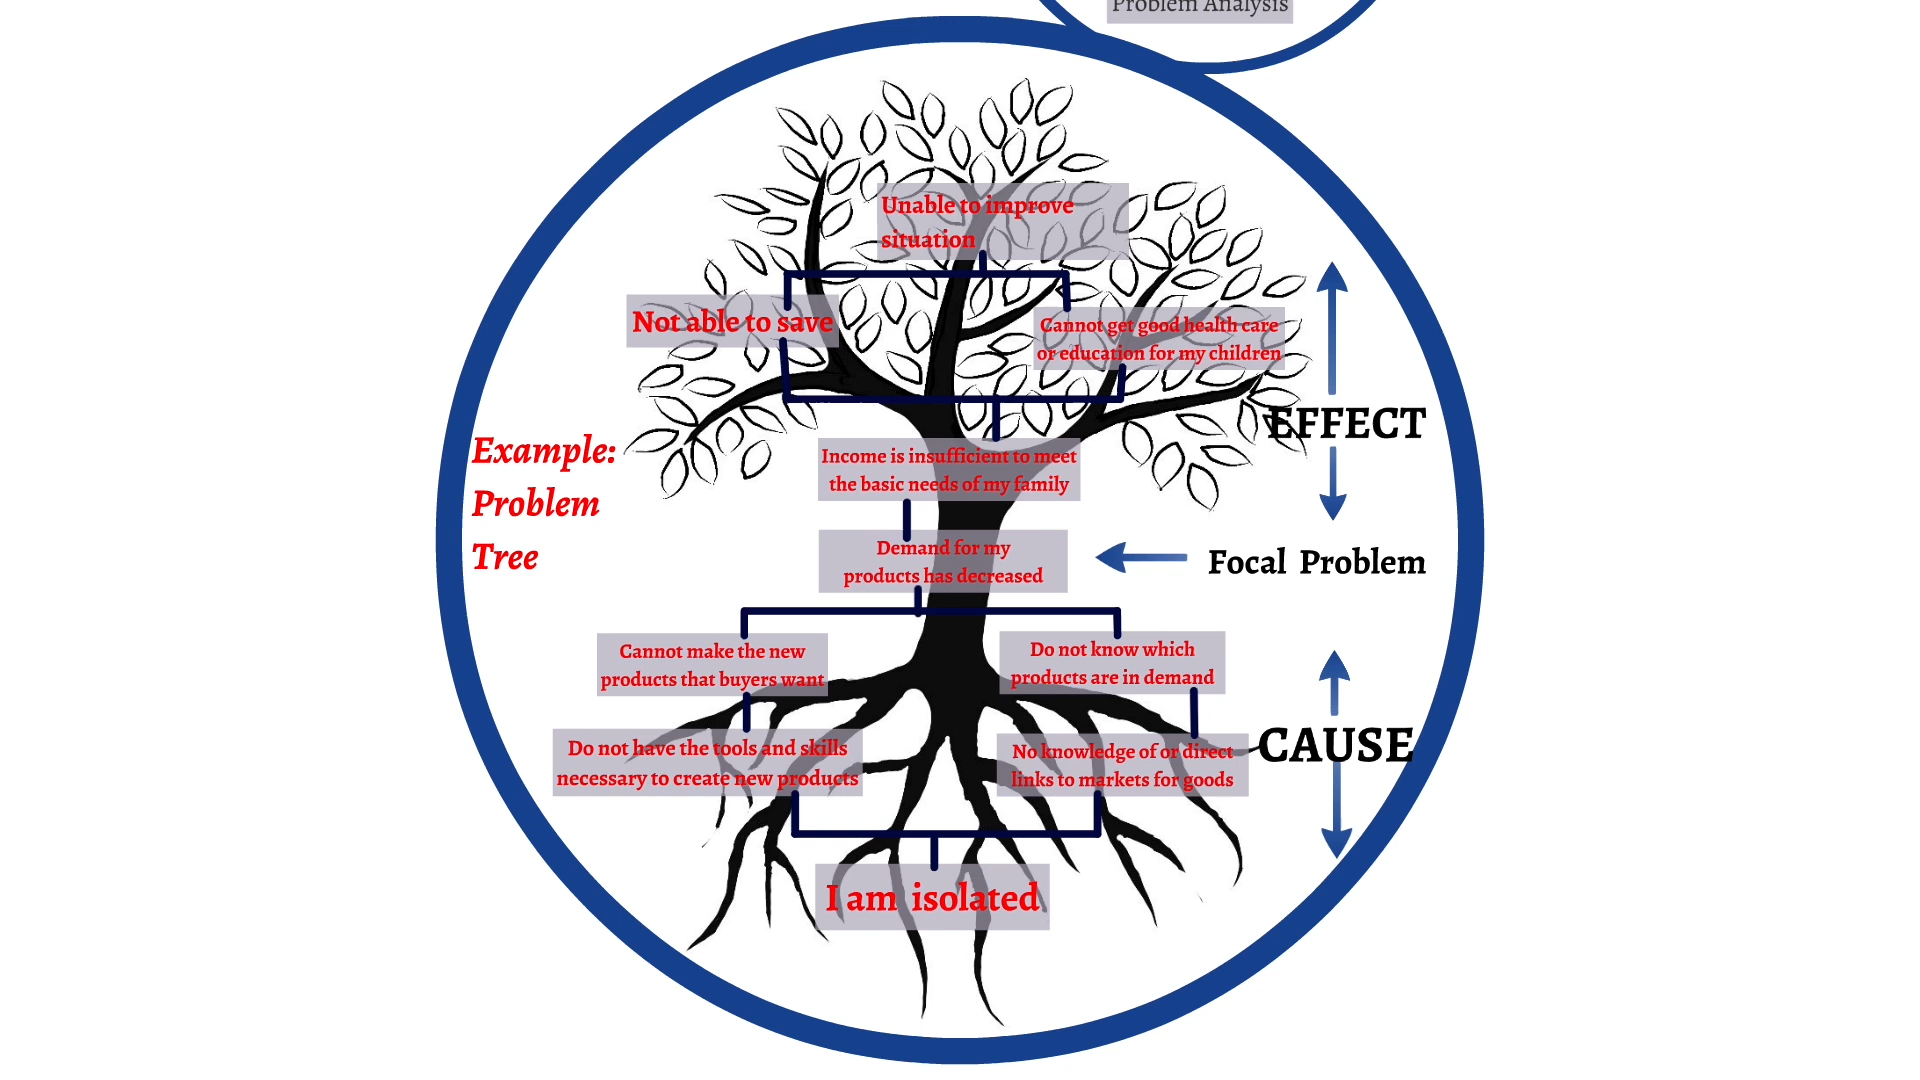 Problem Analysis
Unable to improve
situation
Not able to save
Cannot get good health care
or education for my children
EFFECT
Example:
Problem
Tree
Income is insufficient to meet
the basic needs of my family
Demand for my
products has decreased
Focal Problem
Cannot make the new
products that buyers want
Do not know which
products are in demand
CAUSE
Do not have the tools and skills
necessary to create new products
No knowledge of or direct
links to markets for goods
I am isolated